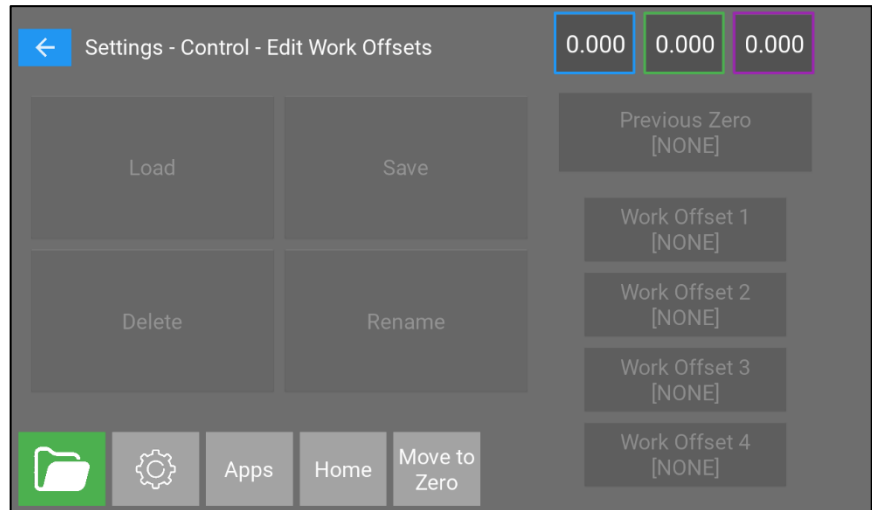 Settings - Control - Edit Work Offsets
0.000
0.000
0.000
Load
Save
Delete
Rename
Previous Zero
[NONE]
Work Offset 1
[NONE]
Work Offset 2
[NONE]
Work Offset 3
[NONE]
Work Offset 4
[NONE]
Apps
Home
Move to
Zero